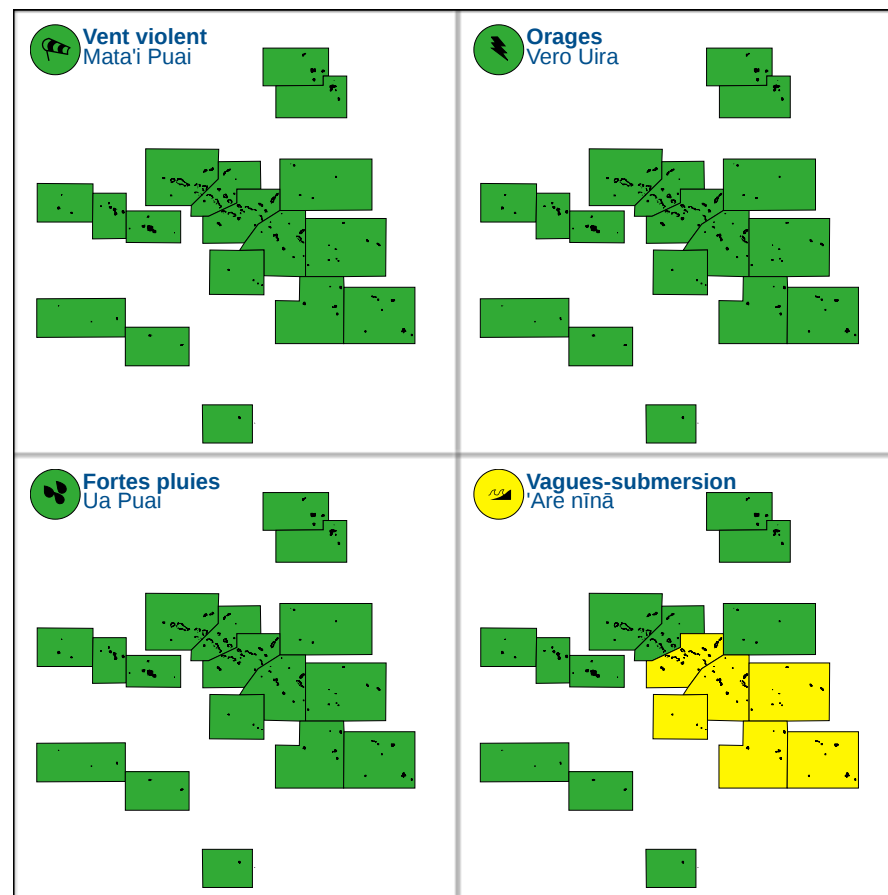 Vent violent
Mata'i Puai
Orages
Vero Uira
Fortes pluies
Ua Puai
Vagues-submersion
'Are nīnā